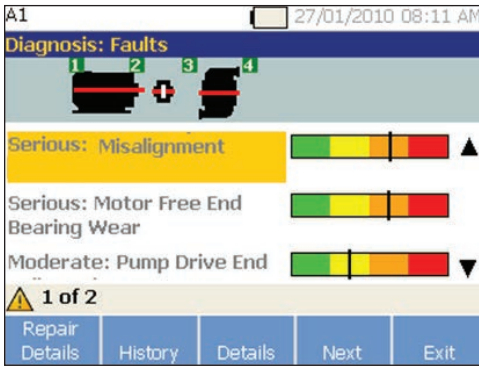 A1 27/01/2010 08:11 AM
Diagnosis: Faults
1 2 3 4
Serious: Misalignment
Serious: Motor Free End
Bearing Wear
Moderate: Pump Drive End
1 of 2
Repair
Details History Details Next Exit